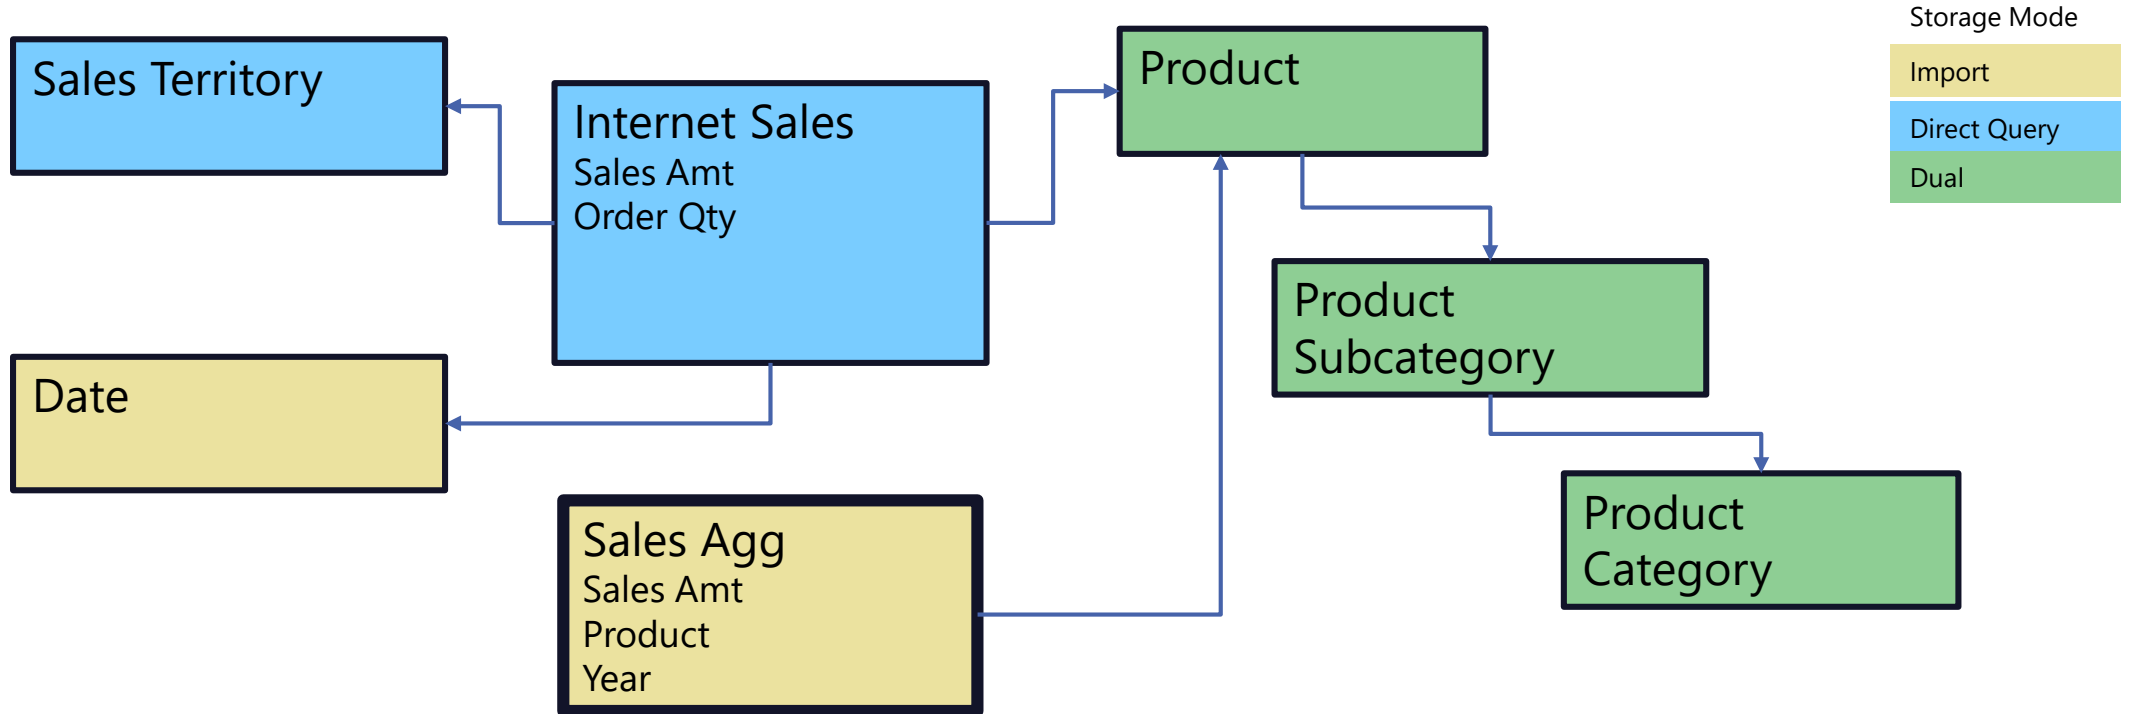 Sales Territory
Internet Sales
Sales Amt
Order Qty
Product
Storage Mode
Import
Direct Query
Dual
Product
Subcategory
Date
Product
Category
Sales Agg
Sales Amt
Product
Year